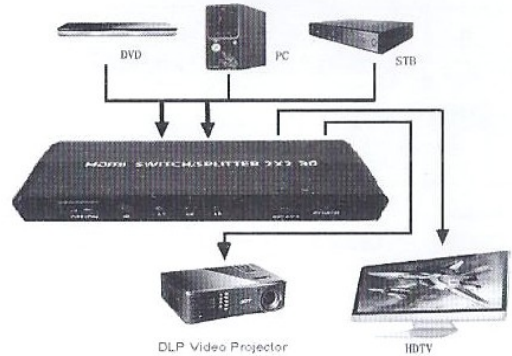 DVD
PC
STB
HDMI SWITCH/SPLITTER 2X2 3D
DLP Video Projector
HDTV